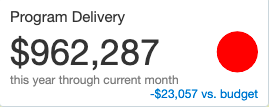 Program Delivery
$962,287
this year through current month
-$23,057 vs. budget